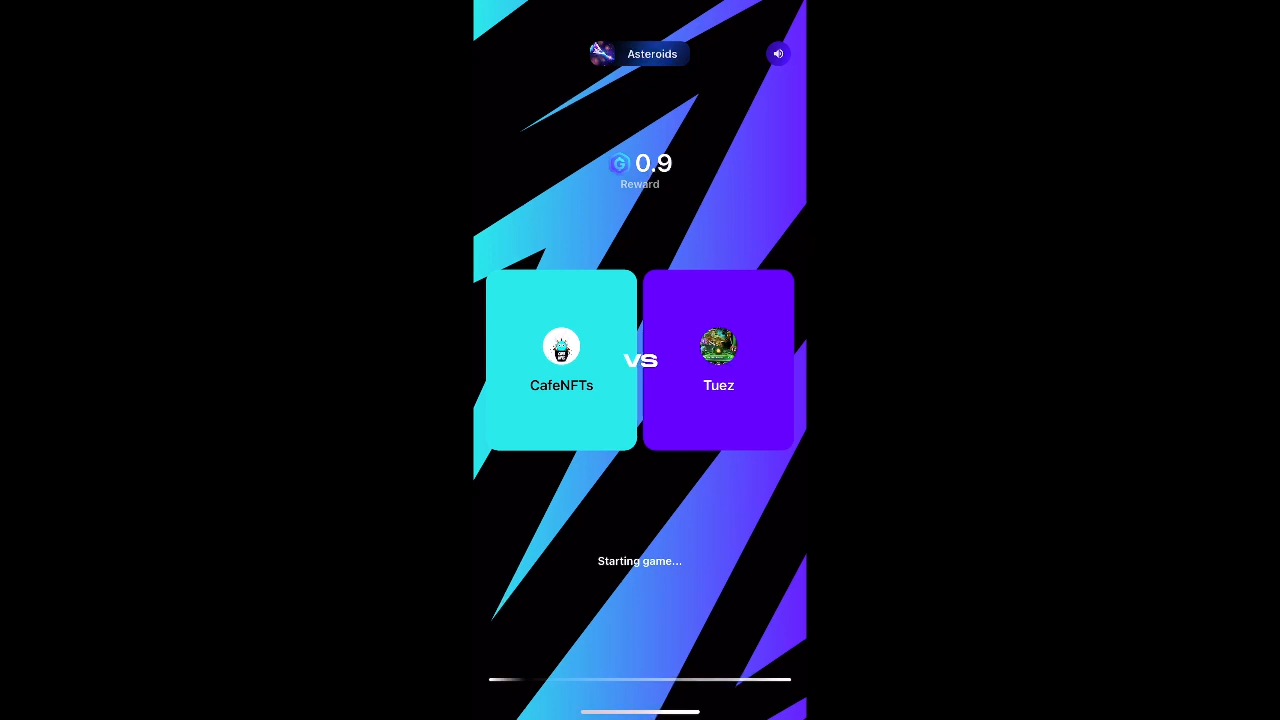 Asteroids
0.9
Reward
CafeNFTs
VS
Tuez
Starting game...